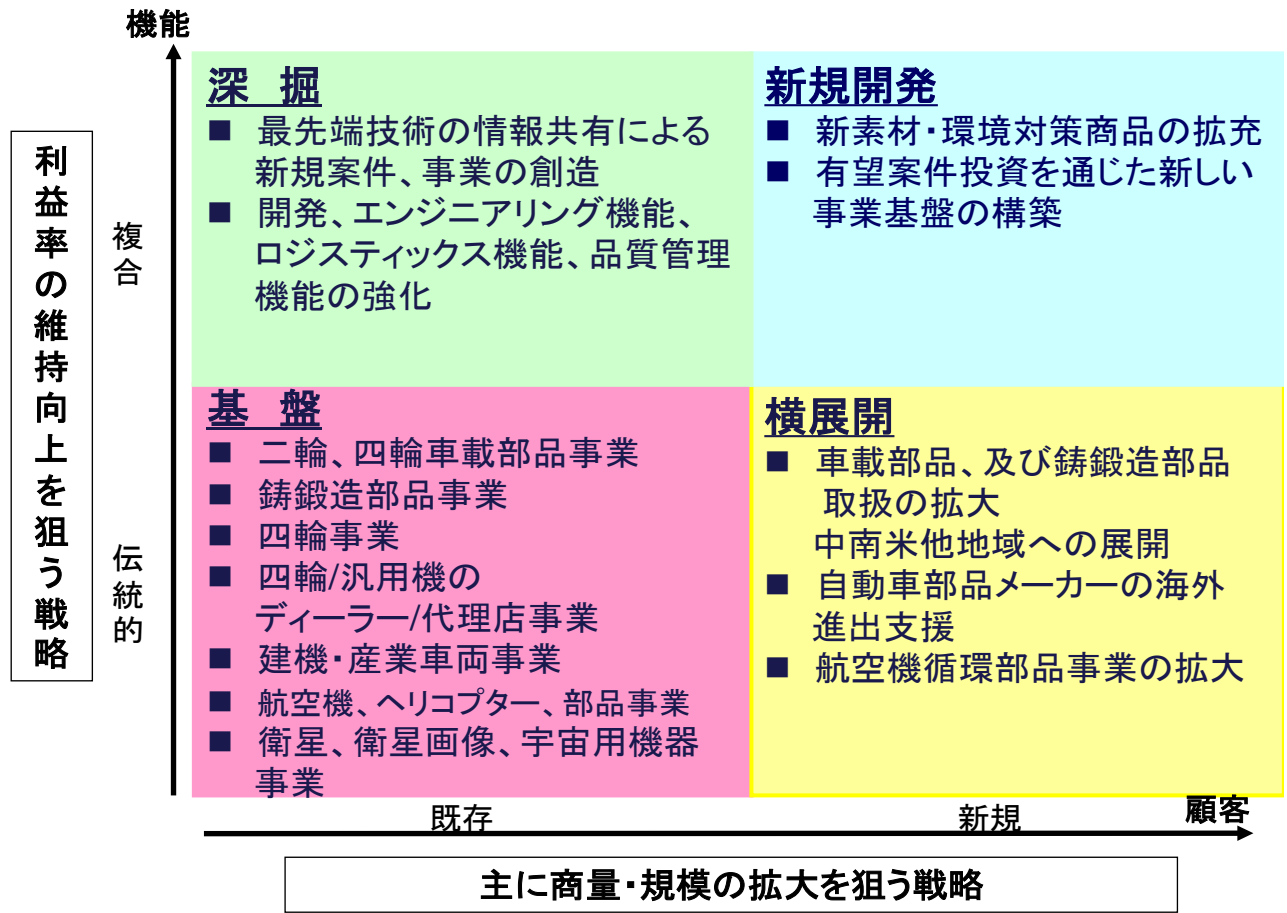 機能
利益率の維持向上を狙う戦略
複合
伝統的
深　掘
■ 最先端技術の情報共有による
新規案件、事業の創造
■ 開発、エンジニアリング機能、
ロジスティックス機能、品質管理
機能の強化
新規開発
■ 新素材・環境対策商品の拡充
■ 有望案件投資を通じた新しい
事業基盤の構築
基　盤
■ 二輪、四輪車載部品事業
■ 鋳鍛造部品事業
■ 四輪事業
■ 四輪/汎用機の
ディーラー/代理店事業
■ 建機・産業車両事業
■ 航空機、ヘリコプター、部品事業
■ 衛星、衛星画像、宇宙用機器
事業
横展開
■ 車載部品、及び鋳鍛造部品
取扱の拡大
中南米他地域への展開
■ 自動車部品メーカーの海外
進出支援
■ 航空機循環部品事業の拡大
既存
新規
顧客
主に商量・規模の拡大を狙う戦略